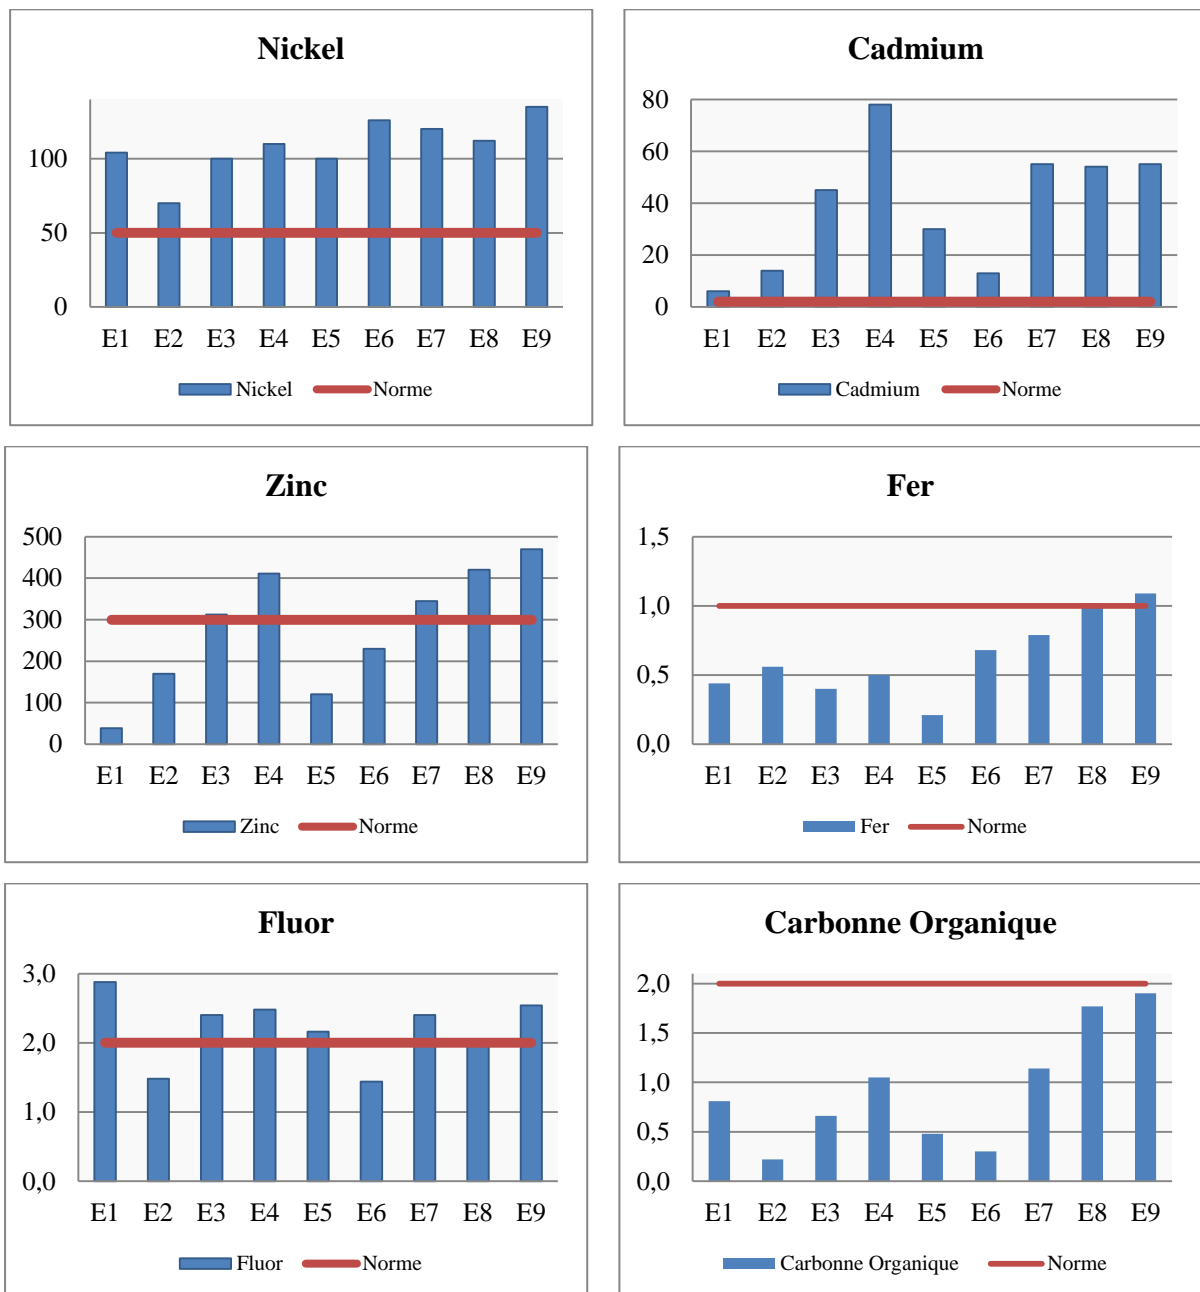 Nickel
100
50
0
E1 E2 E3 E4 E5 E6 E7 E8 E9
Nickel Norme
Cadmium
80
60
40
20
0
E1 E2 E3 E4 E5 E6 E7 E8 E9
Cadmium Norme
Zinc
500
400
300
200
100
0
E1 E2 E3 E4 E5 E6 E7 E8 E9
Zinc Norme
Fer
1,5
1,0
0,5
0,0
E1 E2 E3 E4 E5 E6 E7 E8 E9
Fer Norme
Fluor
3,0
2,0
1,0
0,0
E1 E2 E3 E4 E5 E6 E7 E8 E9
Fluor Norme
Carbonne Organique
2,0
1,5
1,0
0,5
0,0
E1 E2 E3 E4 E5 E6 E7 E8 E9
Carbonne Organique Norme